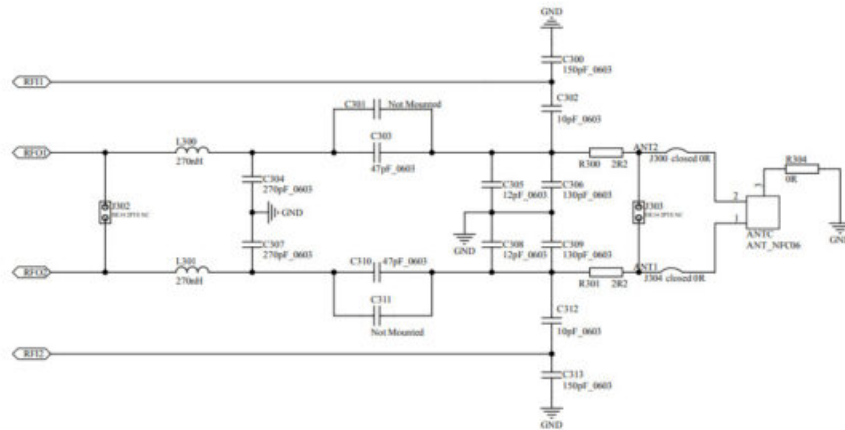 GND
C300
150pF_0603
RFI1
C302
10pF_0603
C301
Not Mounted
RFO1
L300
270nH
C303
47pF_0603
ANT2
R300
2R2
J300 closed 0R
R304
0R
3
C304
270pF_0603
C305
12pF_0603
C306
130pF_0603
J302
GND
J303
2
1
GND
ANTC
ANT_NFC06
GND
C307
270pF_0603
C308
12pF_0603
C309
130pF_0603
RFO2
L301
270nH
C310
47pF_0603
ANT1
R301
2R2
J304 closed 0R
C311
Not Mounted
C312
10pF_0603
RFI2
C313
150pF_0603
GND